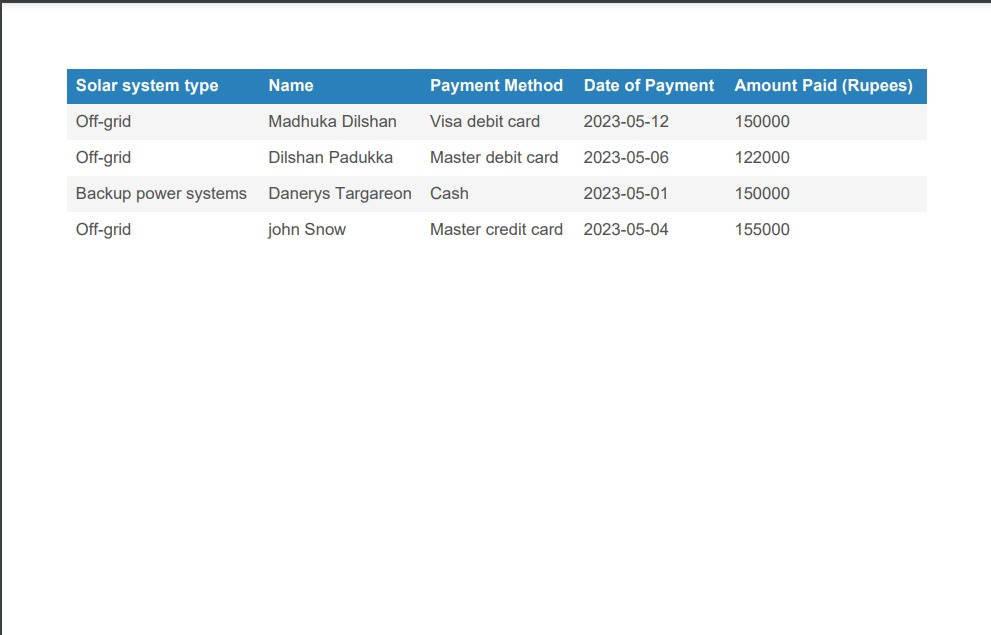 Solar system type Name Payment Method Date of Payment Amount Paid (Rupees)
Off-grid Madhuka Dilshan Visa debit card 2023-05-12 150000
Off-grid Dilshan Padukka Master debit card 2023-05-06 122000
Backup power systems Danerys Targareon Cash 2023-05-01 150000
Off-grid john Snow Master credit card 2023-05-04 155000